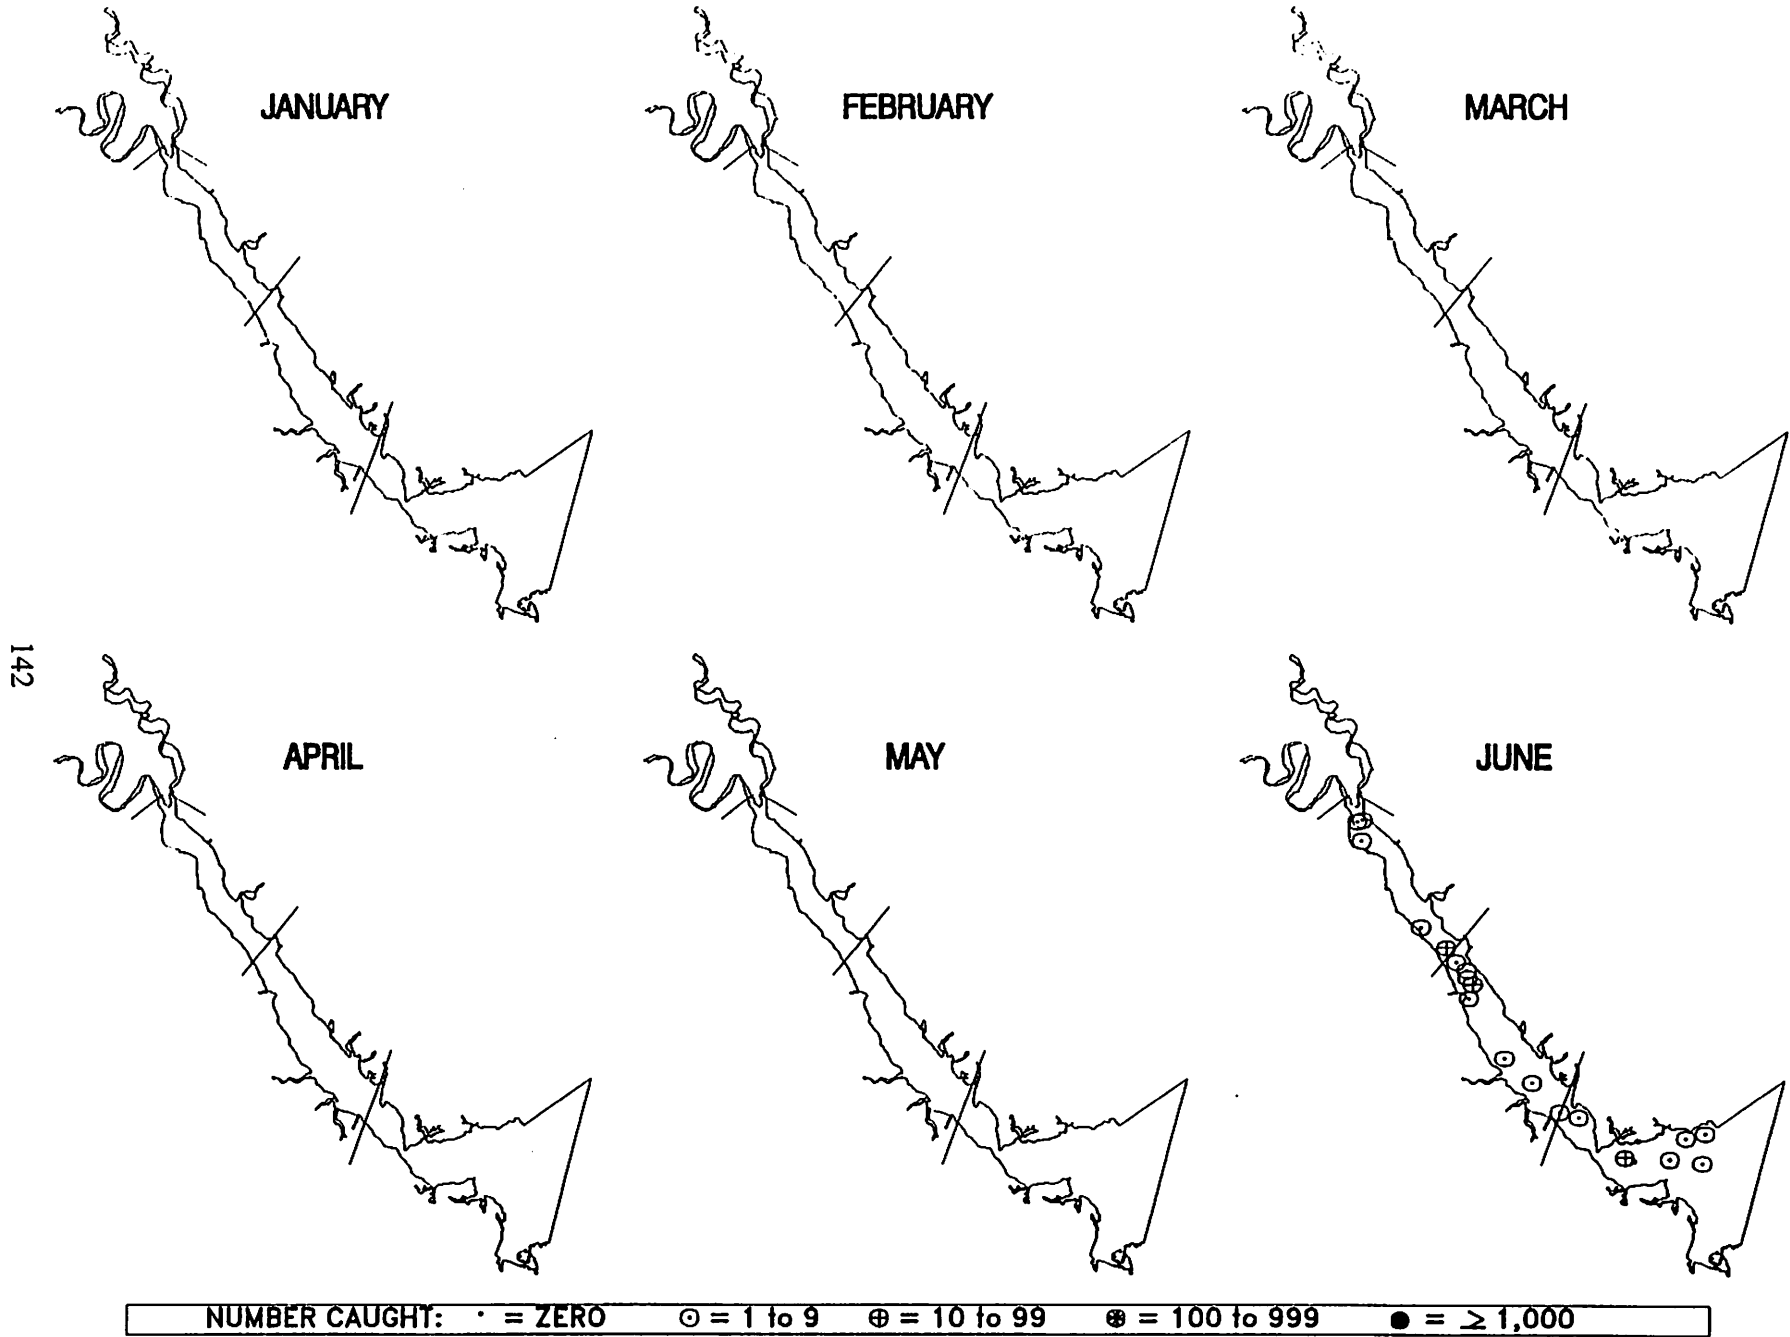 JANUARY
FEBRUARY
MARCH
142
APRIL
MAY
JUNE
NUMBER CAUGHT: · = ZERO ⊙ = 1 to 9 ⊕ = 10 to 99 ⊛ = 100 to 999 ● = ≥ 1,000